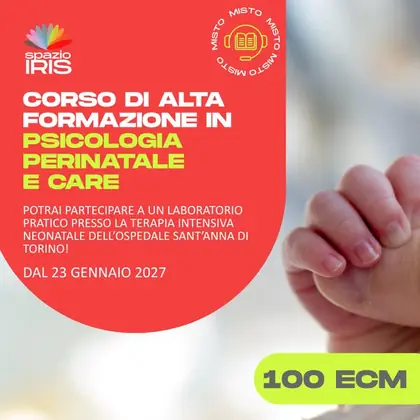 spazio
IRIS
MISTO MISTO MISTO MISTO MISTO
CORSO DI ALTA
FORMAZIONE IN
PSICOLOGIA
PERINATALE
E CARE
POTRAI PARTECIPARE A UN LABORATORIO
PRATICO PRESSO LA TERAPIA INTENSIVA
NEONATALE DELL’OSPEDALE SANT’ANNA DI
TORINO!
DAL 23 GENNAIO 2027
100 ECM